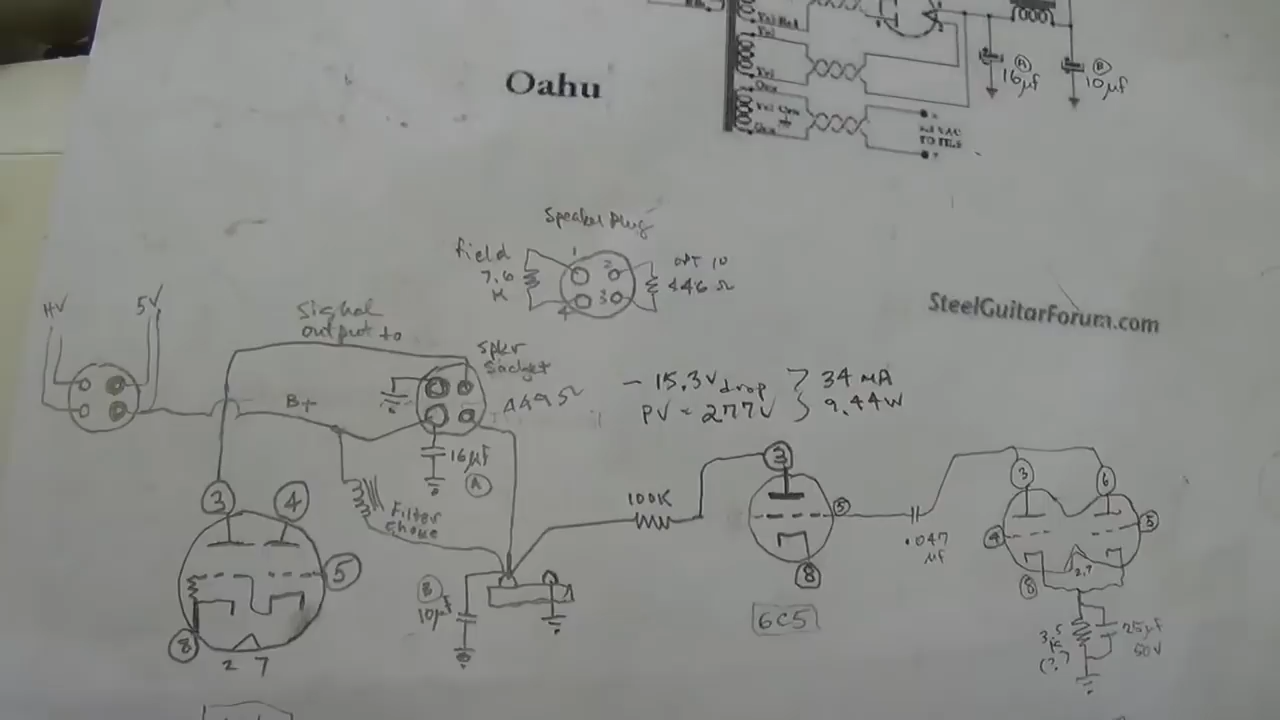 16µf
A
10µf
B
Oahu
TO FILS
Speaker Plug
field
7.6
K
1
2
3
4
OPT 10
446 Ω
SteelGuitarForum.com
HV
5V
Signal
output to
Spkr
Socket
449 Ω
B+
16µf
A
Filter
choke
B
10µf
- 15.3V drop > 34 mA
PV = 277V } 9.44W
3
4
5
8
2 7
100K
3
5
8
6C5
.047
µf
3
6
4
5
8
2,7
25µf
50V